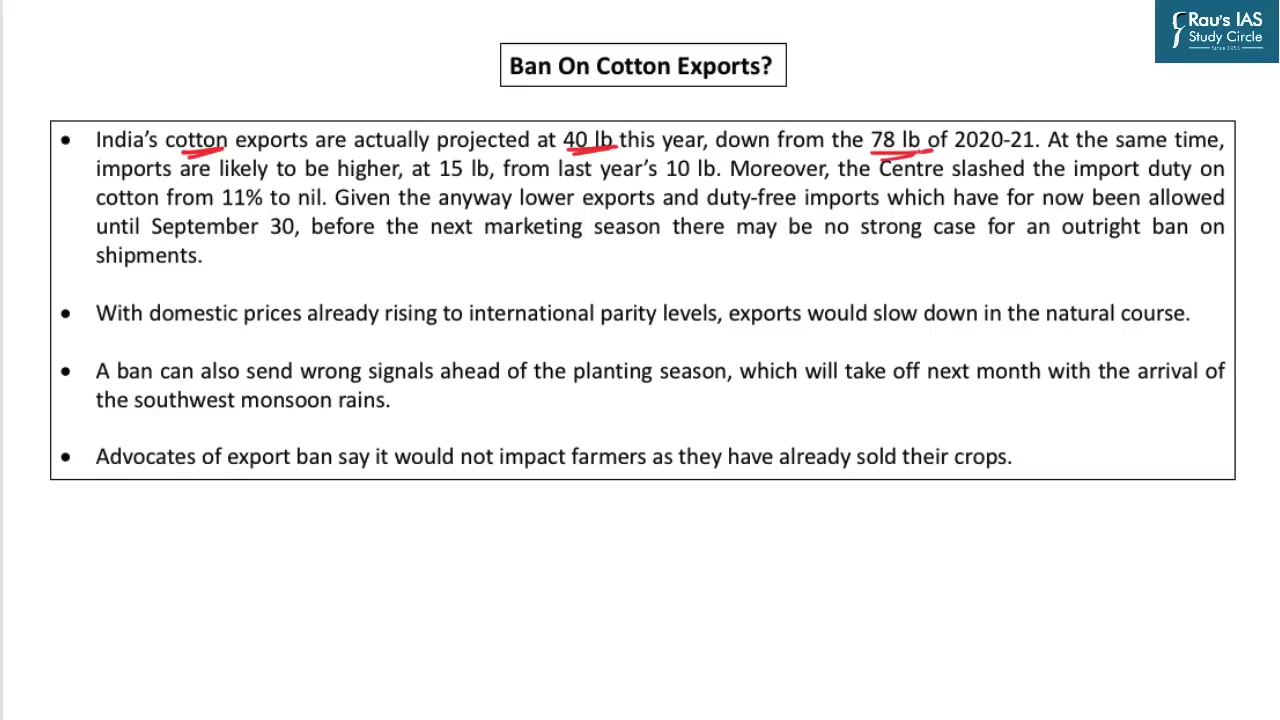 Rau's IAS
Study Circle
Since 1953
Ban On Cotton Exports?
• India's cotton exports are actually projected at 40 lb this year, down from the 78 lb of 2020-21. At the same time,
imports are likely to be higher, at 15 lb, from last year's 10 lb. Moreover, the Centre slashed the import duty on
cotton from 11% to nil. Given the anyway lower exports and duty-free imports which have for now been allowed
until September 30, before the next marketing season there may be no strong case for an outright ban on
shipments.
• With domestic prices already rising to international parity levels, exports would slow down in the natural course.
• A ban can also send wrong signals ahead of the planting season, which will take off next month with the arrival of
the southwest monsoon rains.
• Advocates of export ban say it would not impact farmers as they have already sold their crops.